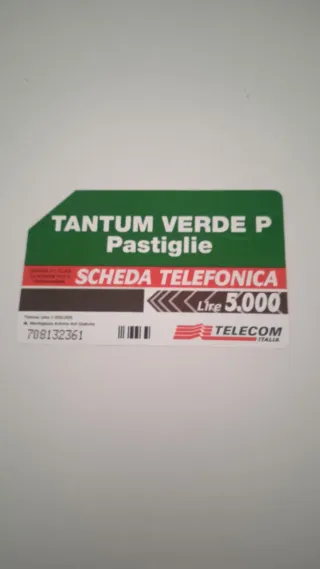 TANTUM VERDE P
Pastiglie
SCHEDA TELEFONICA
Lire 5.000
708132361
TELECOM
ITALIA